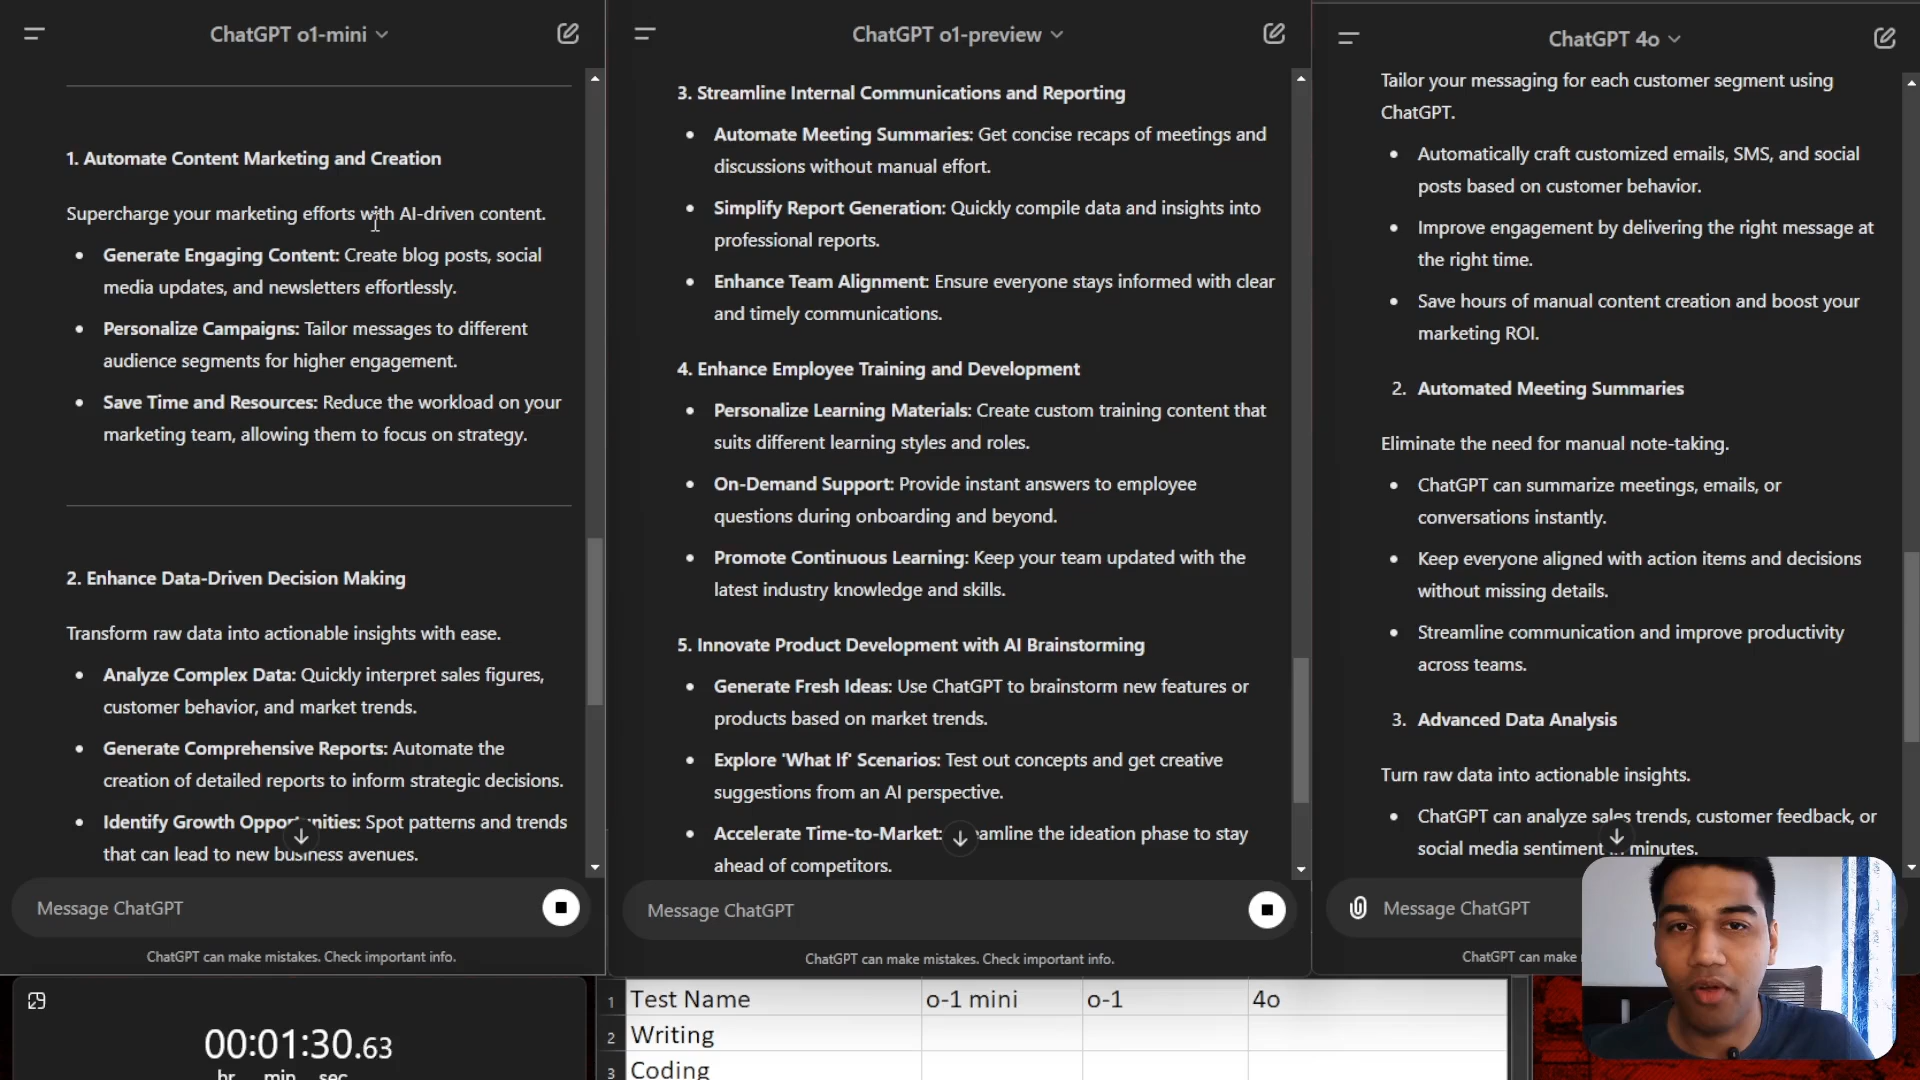 ChatGPT o1-mini
1. Automate Content Marketing and Creation
Supercharge your marketing efforts with AI-driven content.
• Generate Engaging Content: Create blog posts, social
media updates, and newsletters effortlessly.
• Personalize Campaigns: Tailor messages to different
audience segments for higher engagement.
• Save Time and Resources: Reduce the workload on your
marketing team, allowing them to focus on strategy.
2. Enhance Data-Driven Decision Making
Transform raw data into actionable insights with ease.
• Analyze Complex Data: Quickly interpret sales figures,
customer behavior, and market trends.
• Generate Comprehensive Reports: Automate the
creation of detailed reports to inform strategic decisions.
• Identify Growth Opportunities: Spot patterns and trends
that can lead to new business avenues.
Message ChatGPT
ChatGPT can make mistakes. Check important info.
ChatGPT o1-preview
3. Streamline Internal Communications and Reporting
• Automate Meeting Summaries: Get concise recaps of meetings and
discussions without manual effort.
• Simplify Report Generation: Quickly compile data and insights into
professional reports.
• Enhance Team Alignment: Ensure everyone stays informed with clear
and timely communications.
4. Enhance Employee Training and Development
• Personalize Learning Materials: Create custom training content that
suits different learning styles and roles.
• On-Demand Support: Provide instant answers to employee
questions during onboarding and beyond.
• Promote Continuous Learning: Keep your team updated with the
latest industry knowledge and skills.
5. Innovate Product Development with AI Brainstorming
• Generate Fresh Ideas: Use ChatGPT to brainstorm new features or
products based on market trends.
• Explore 'What If' Scenarios: Test out concepts and get creative
suggestions from an AI perspective.
• Accelerate Time-to-Market: Streamline the ideation phase to stay
ahead of competitors.
Message ChatGPT
ChatGPT can make mistakes. Check important info.
ChatGPT 4o
Tailor your messaging for each customer segment using
ChatGPT.
• Automatically craft customized emails, SMS, and social
posts based on customer behavior.
• Improve engagement by delivering the right message at
the right time.
• Save hours of manual content creation and boost your
marketing ROI.
2. Automated Meeting Summaries
Eliminate the need for manual note-taking.
• ChatGPT can summarize meetings, emails, or
conversations instantly.
• Keep everyone aligned with action items and decisions
without missing details.
• Streamline communication and improve productivity
across teams.
3. Advanced Data Analysis
Turn raw data into actionable insights.
• ChatGPT can analyze sales trends, customer feedback, or
social media sentiment in minutes.
Message ChatGPT
ChatGPT can make
00:01:30.63
hr min sec
1 Test Name o-1 mini o-1 4o
2 Writing
3 Coding